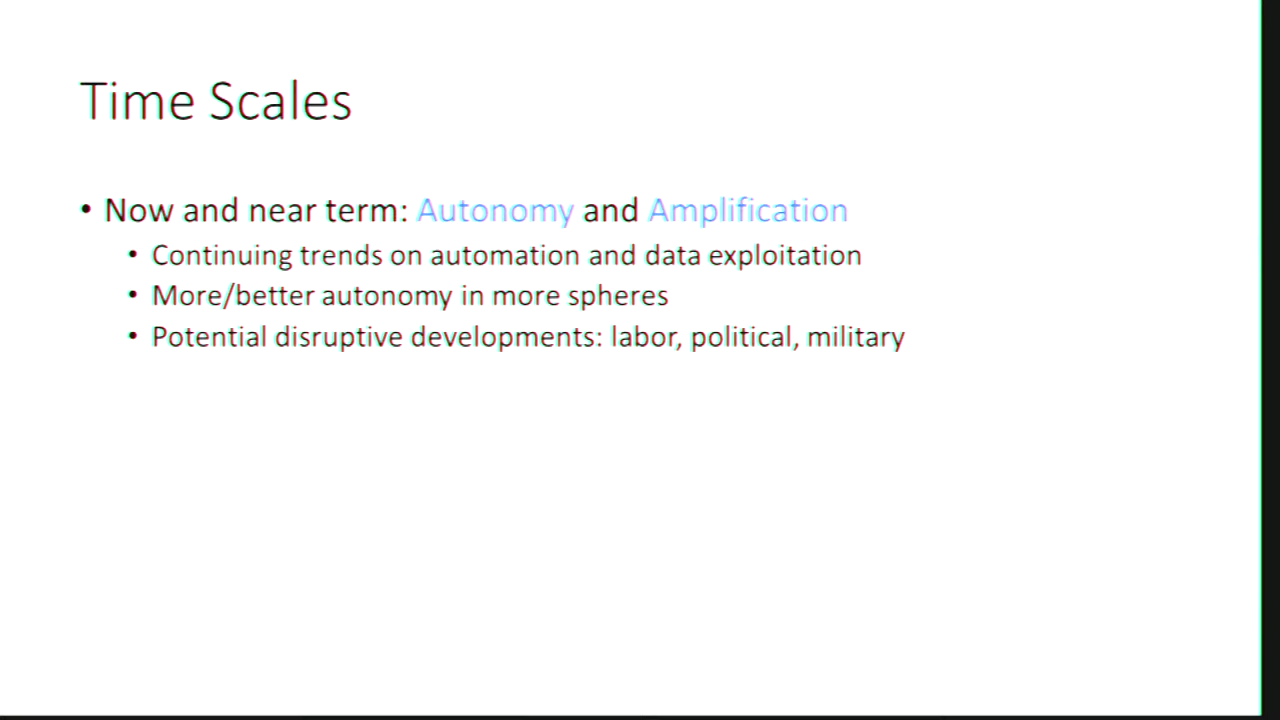 Time Scales
• Now and near term: Autonomy and Amplification
• Continuing trends on automation and data exploitation
• More/better autonomy in more spheres
• Potential disruptive developments: labor, political, military